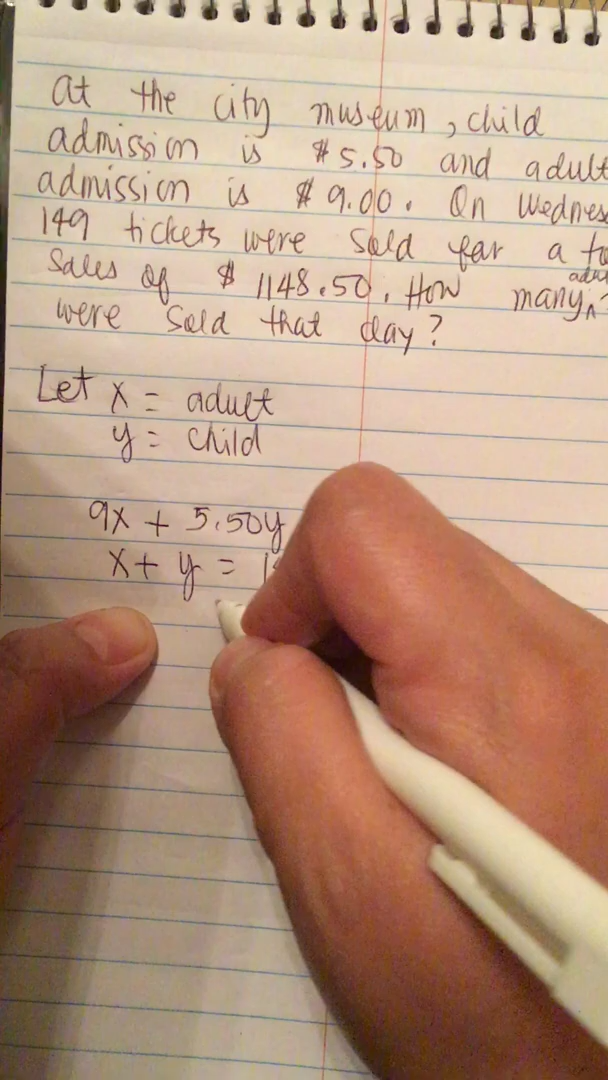 at the city museum, child
admission is $5.50 and adult
admission is $9.00. On Wednes
149 tickets were sold for a to
sales of $1148.50. How many
were sold that day?
Let x = adult
y = child
9x + 5.50y
x + y = 1